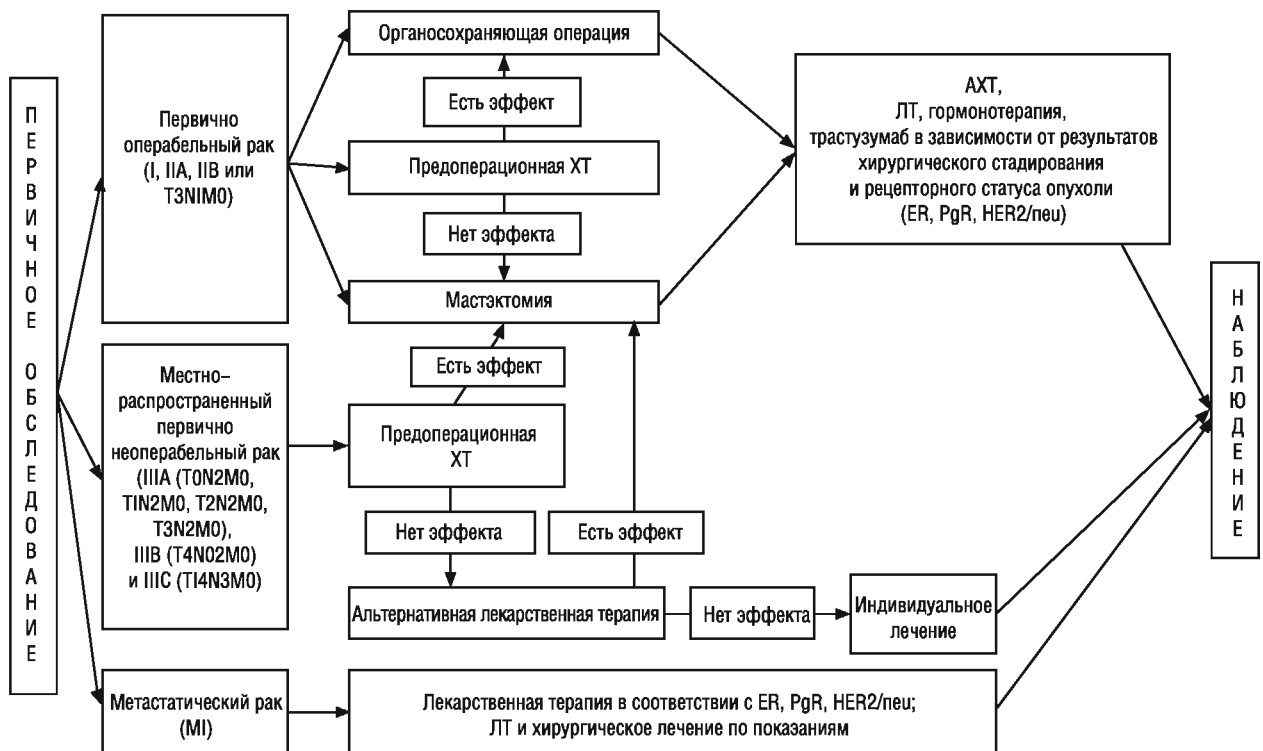 ПЕРВИЧНОЕ ОБСЛЕДОВАНИЕ
Первично
операбельный рак
(I, IIA, IIB или
T3NIM0)
Органосохраняющая операция
Есть эффект
Предоперационная ХТ
Нет эффекта
Мастэктомия
АХТ,
ЛТ, гормонотерапия,
трастузумаб в зависимости от результатов
хирургического стадирования
и рецепторного статуса опухоли
(ER, PgR, HER2/neu)
Местно–
распространенный
первично
неоперабельный рак
(IIIA (T0N2M0,
TIN2M0, T2N2M0,
T3N2M0),
IIIB (T4N02M0)
и IIIC (TI4N3M0)
Есть эффект
Предоперационная
ХТ
Нет эффекта
Есть эффект
Альтернативная лекарственная терапия
Нет эффекта
Индивидуальное
лечение
Метастатический рак
(MI)
Лекарственная терапия в соответствии с ER, PgR, HER2/neu;
ЛТ и хирургическое лечение по показаниям
НАБЛЮДЕНИЕ